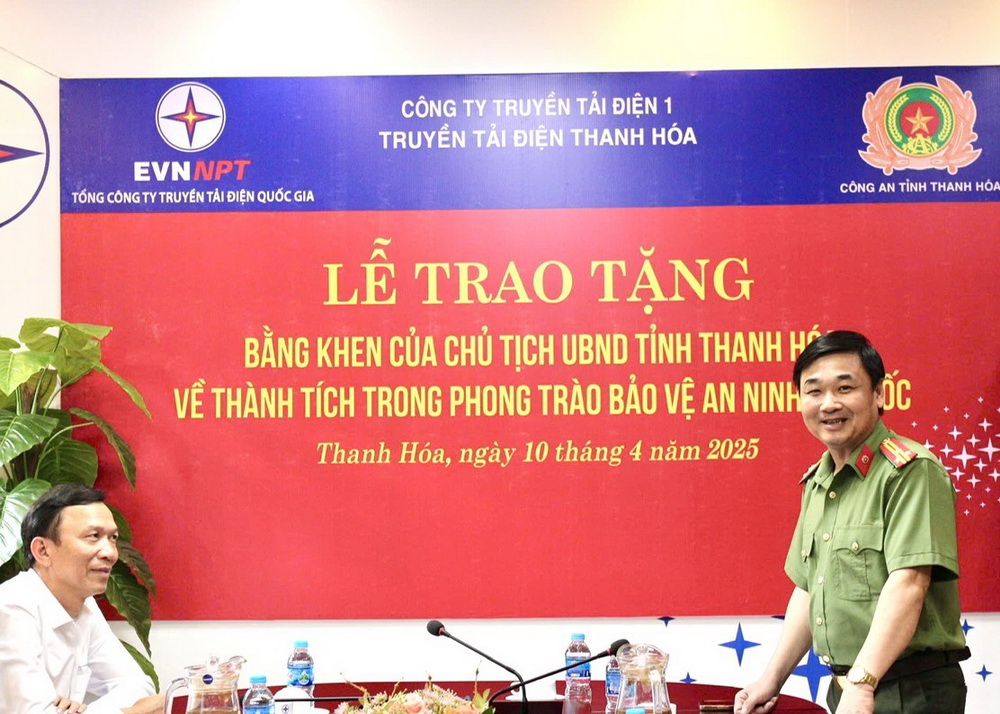 EVNNPT
TỔNG CÔNG TY TRUYỀN TẢI ĐIỆN QUỐC GIA
CÔNG TY TRUYỀN TẢI ĐIỆN 1
TRUYỀN TẢI ĐIỆN THANH HÓA
CÔNG AN TỈNH THANH HÓA
LỄ TRAO TẶNG
BẰNG KHEN CỦA CHỦ TỊCH UBND TỈNH THANH HÓA
VỀ THÀNH TÍCH TRONG PHONG TRÀO BẢO VỆ AN NINH
Thanh Hóa, ngày 10 tháng 4 năm 2025